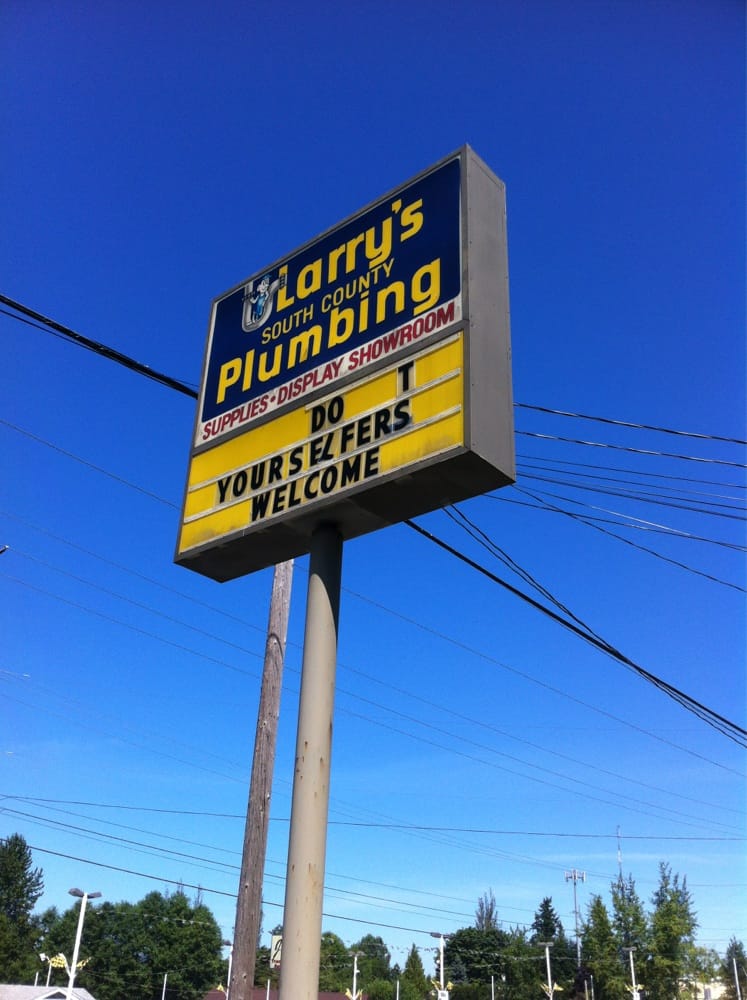 Larry's
SOUTH COUNTY
Plumbing
SUPPLIES • DISPLAY SHOWROOM
DO T
YOURSELFERS
WELCOME